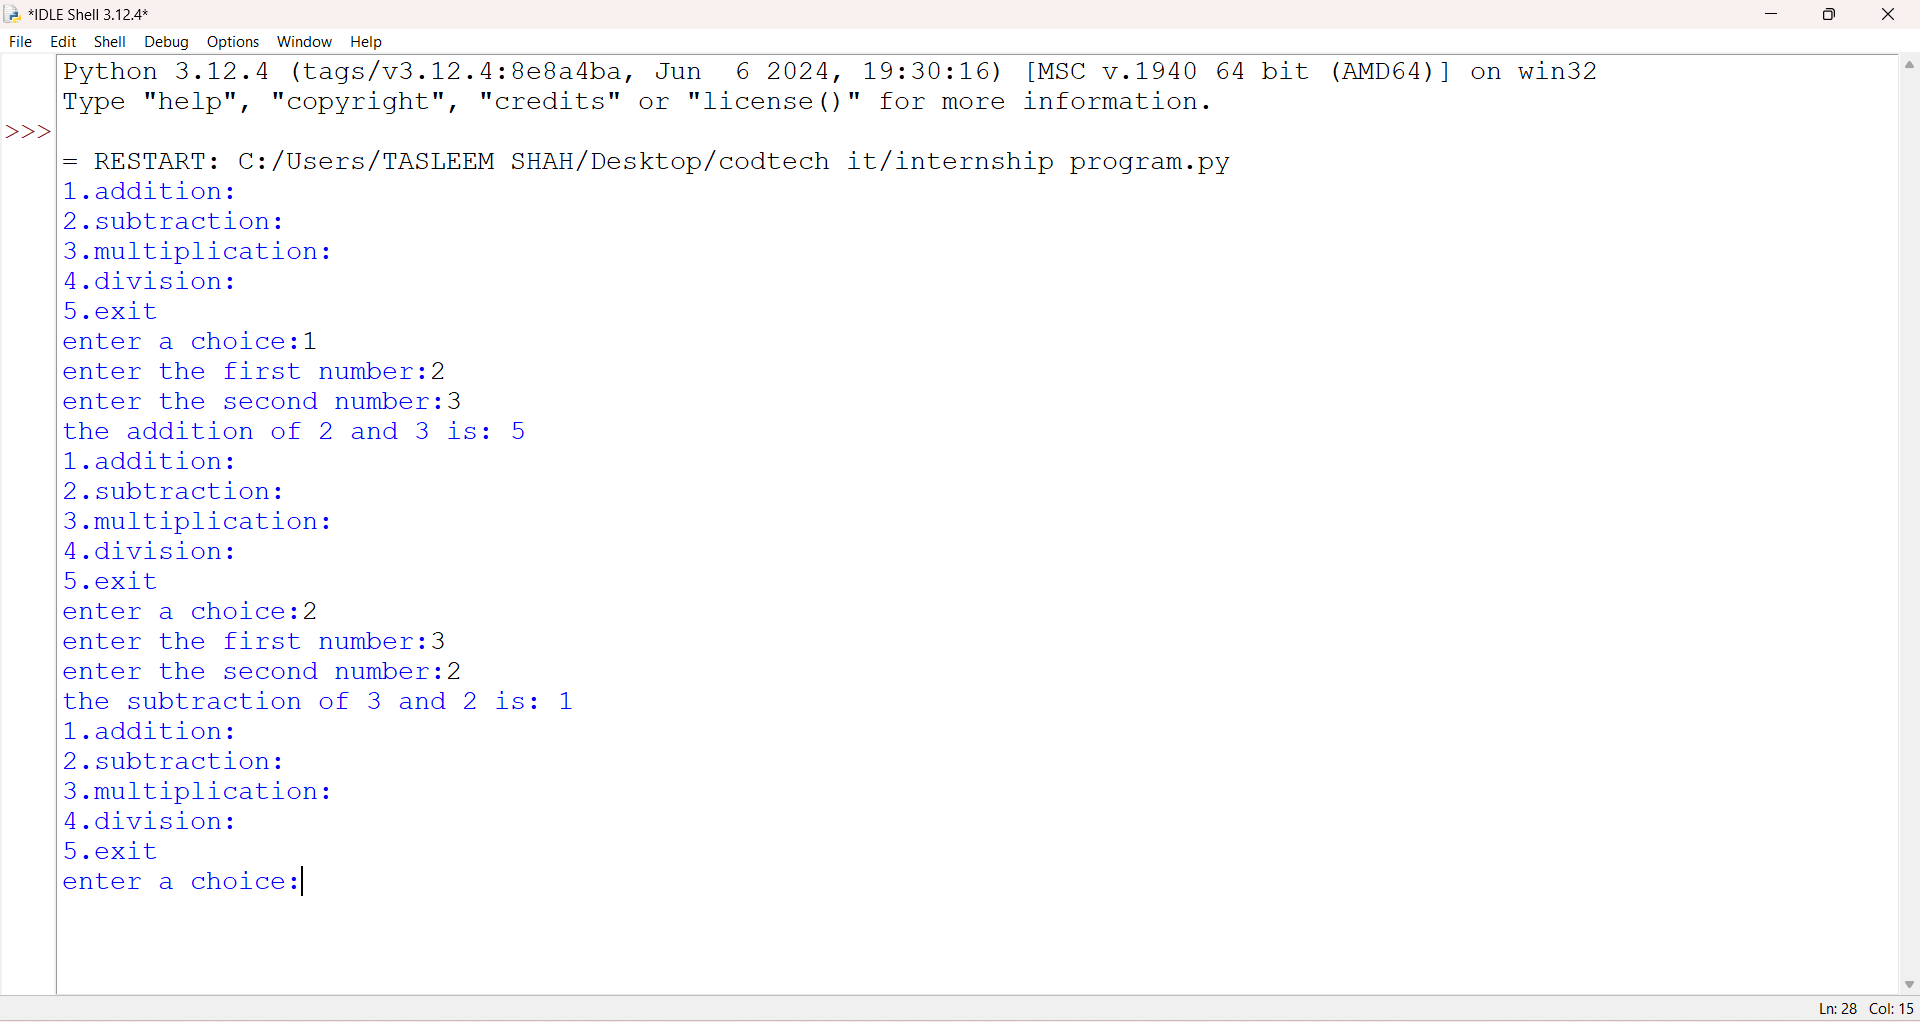 *IDLE Shell 3.12.4*
File Edit Shell Debug Options Window Help
Python 3.12.4 (tags/v3.12.4:8e8a4ba, Jun  6 2024, 19:30:16) [MSC v.1940 64 bit (AMD64)] on win32
Type "help", "copyright", "credits" or "license()" for more information.
>>>
= RESTART: C:/Users/TASLEEM SHAH/Desktop/codtech it/internship program.py
1.addition:
2.subtraction:
3.multiplication:
4.division:
5.exit
enter a choice:1
enter the first number:2
enter the second number:3
the addition of 2 and 3 is: 5
1.addition:
2.subtraction:
3.multiplication:
4.division:
5.exit
enter a choice:2
enter the first number:3
enter the second number:2
the subtraction of 3 and 2 is: 1
1.addition:
2.subtraction:
3.multiplication:
4.division:
5.exit
enter a choice:
Ln: 28 Col: 15